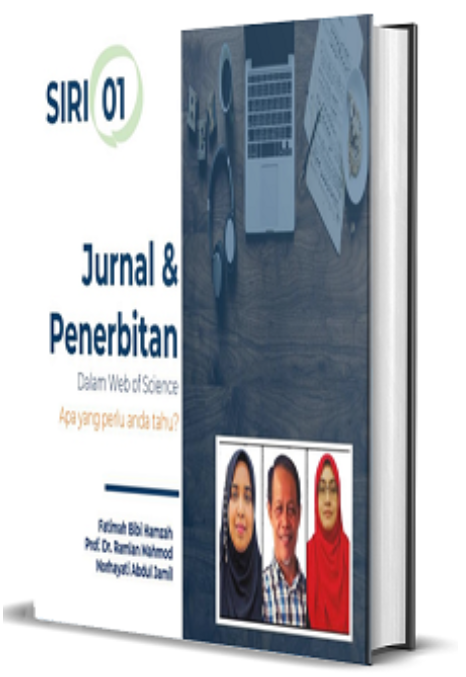 SIRI 01
Jurnal &
Penerbitan
Dalam Web of Science
Apa yang perlu anda tahu?
Fatimah Bibi Hamzah
Prof. Dr. Ramlan Mahmod
Norhayati Abdul Jamil